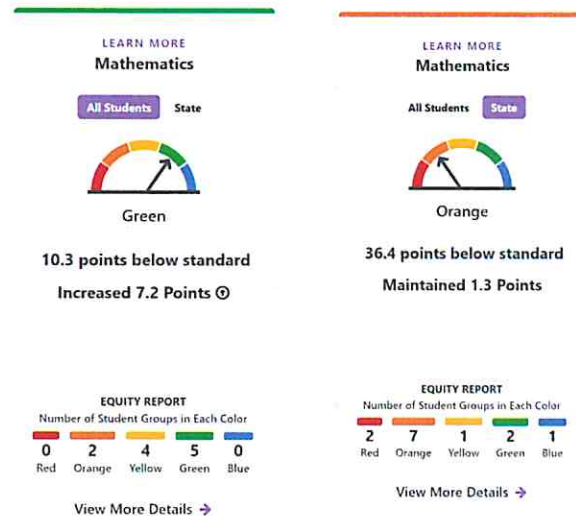 LEARN MORE
Mathematics
All Students State
Green
10.3 points below standard
Increased 7.2 Points
EQUITY REPORT
Number of Student Groups in Each Color
0 2 4 5 0
Red Orange Yellow Green Blue
View More Details →
LEARN MORE
Mathematics
All Students State
Orange
36.4 points below standard
Maintained 1.3 Points
EQUITY REPORT
Number of Student Groups in Each Color
2 7 1 2 1
Red Orange Yellow Green Blue
View More Details →